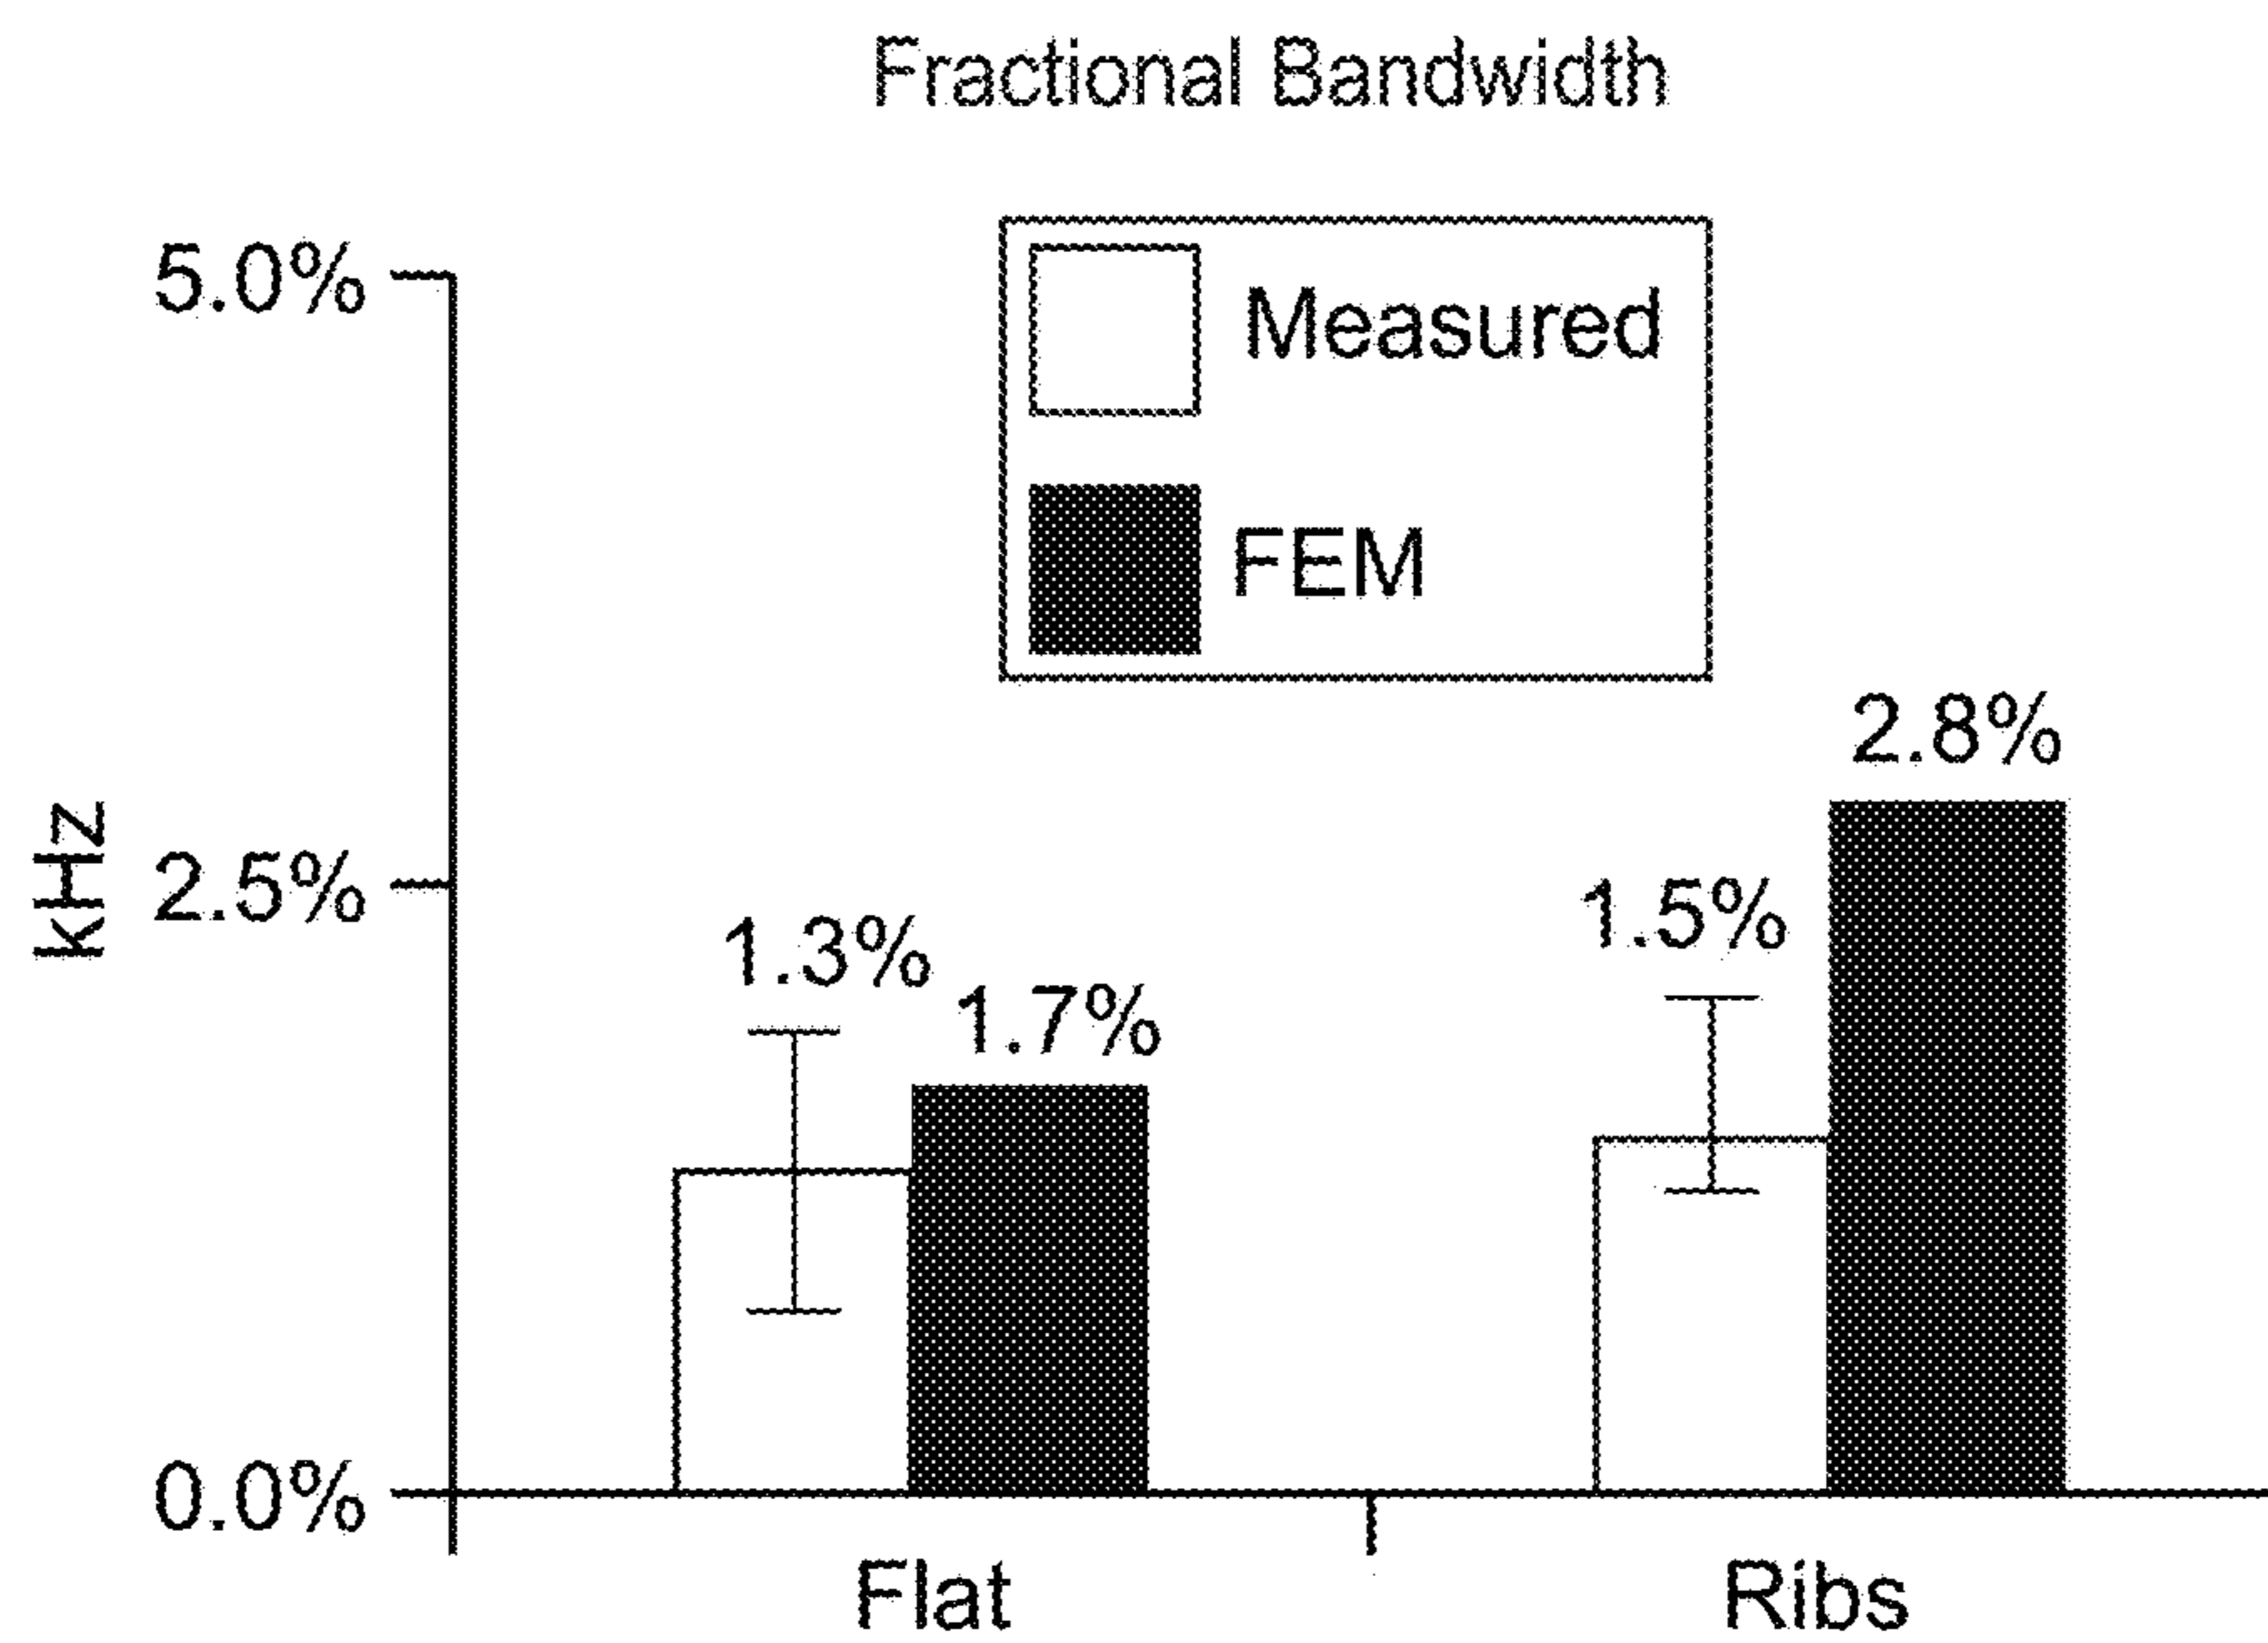 Fractional Bandwidth
5.0%
Measured
FEM
2.8%
kHz
2.5%
1.3%
1.5%
1.7%
0.0%
Flat
Ribs